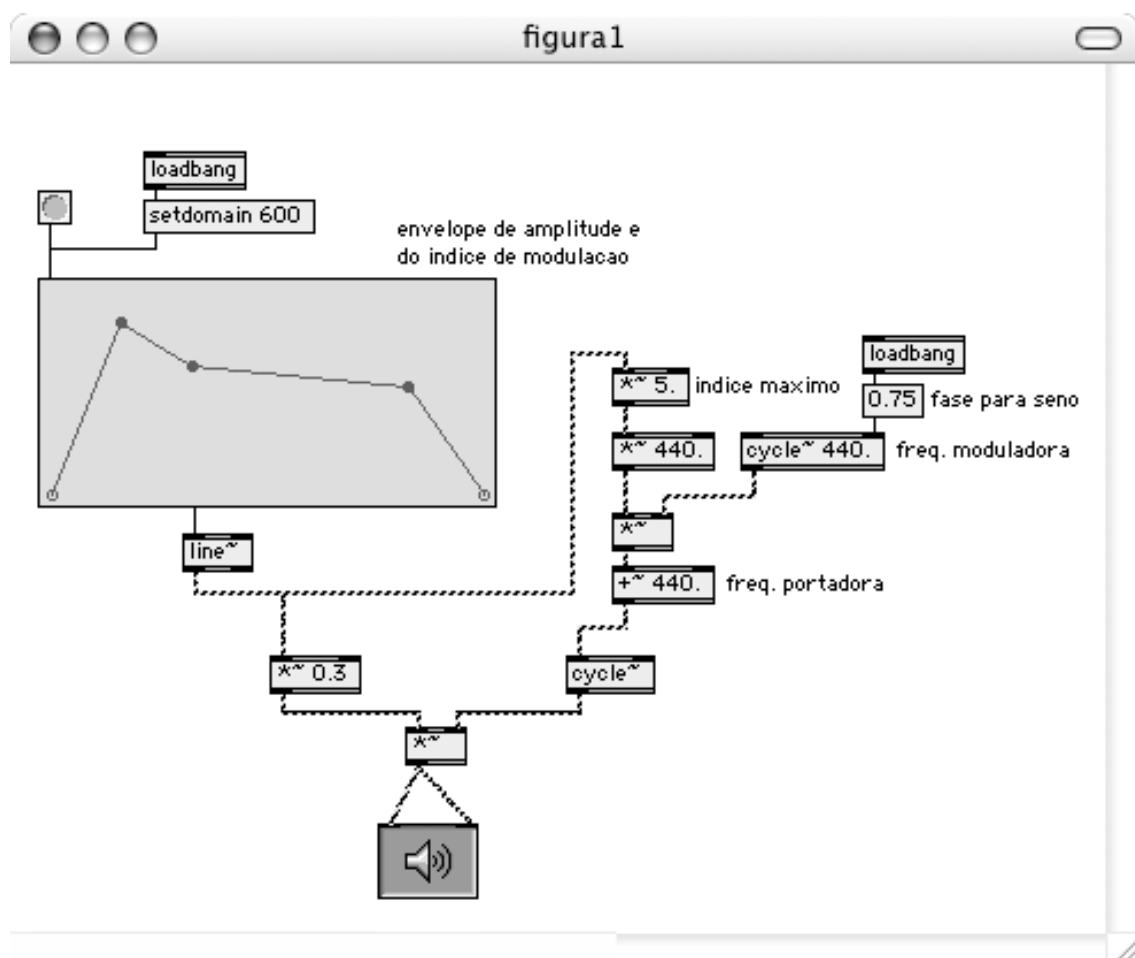 figura1
loadbang
setdomain 600
envelope de amplitude e
do indice de modulacao
loadbang
*~ 5. indice maximo
0.75 fase para seno
*~ 440.
cycle~ 440. freq. moduladora
*~
line~
+~ 440. freq. portadora
*~ 0.3
cycle~
*~